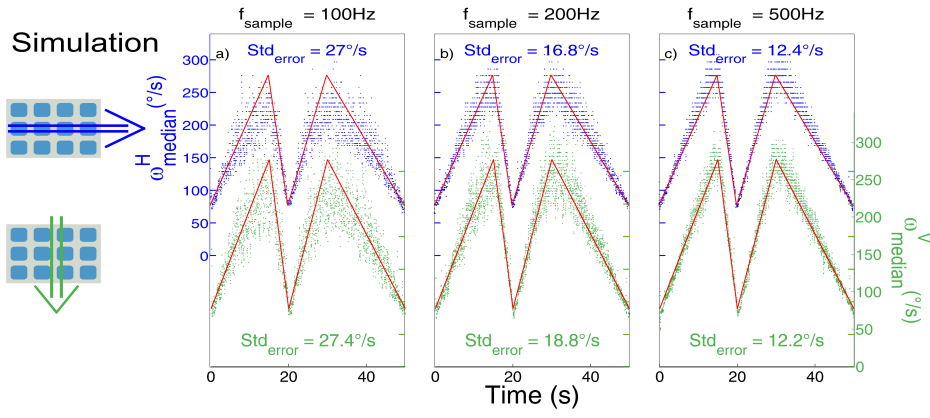 f_sample = 100Hz
f_sample = 200Hz
f_sample = 500Hz
Simulation
a) Std_error = 27°/s
b) Std_error = 16.8°/s
c) Std_error = 12.4°/s
ω^H_median (°/s)
300
250
200
150
100
50
0
ω^V_median (°/s)
300
250
200
150
100
50
0
Std_error = 27.4°/s
Std_error = 18.8°/s
Std_error = 12.2°/s
0 20 40
0 20 40
0 20 40
Time (s)